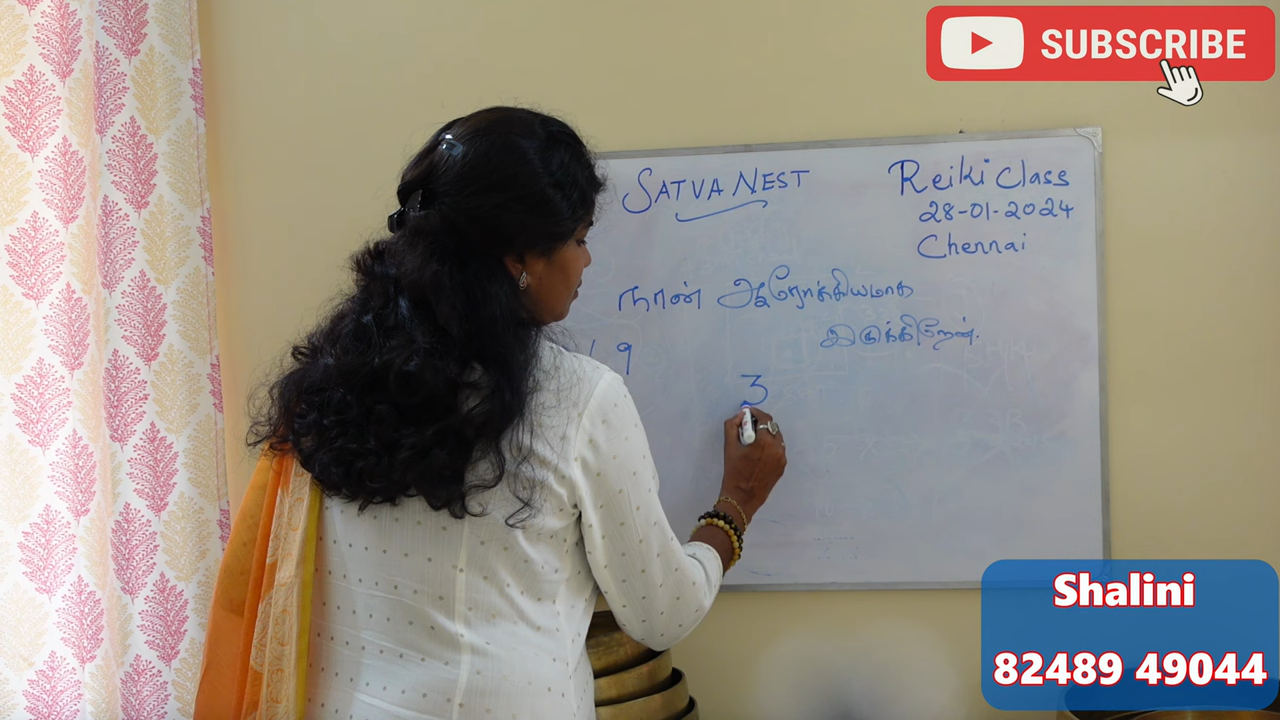 SUBSCRIBE
SATVA NEST
Reiki Class
28-01-2024
Chennai
நான் ஆரோக்கியமாக
இருக்கிறேன்.
9
3
Shalini
82489 49044